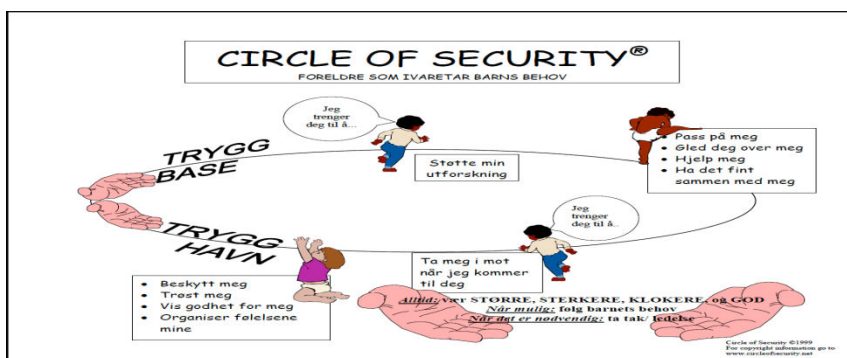 CIRCLE OF SECURITY®
FORELDRE SOM IVARETAR BARNS BEHOV
Jeg
trenger
deg til å...
TRYGG
BASE
Støtte min
utforskning
• Pass på meg
• Gled deg over meg
• Hjelp meg
• Ha det fint
sammen med meg
Jeg
trenger
deg til å..
TRYGG
HAVN
Ta meg i mot
når jeg kommer
til deg
• Beskytt meg
• Trøst meg
• Vis godhet for meg
• Organiser følelsene
mine
Alltid: vær STØRRE, STERKERE, KLOKERE, og GOD
Når mulig: følg barnets behov
Når det er nødvendig: ta tak/ ledelse
Circle of Security ©1999
For copyright information go to
www.circleofsecurity.net